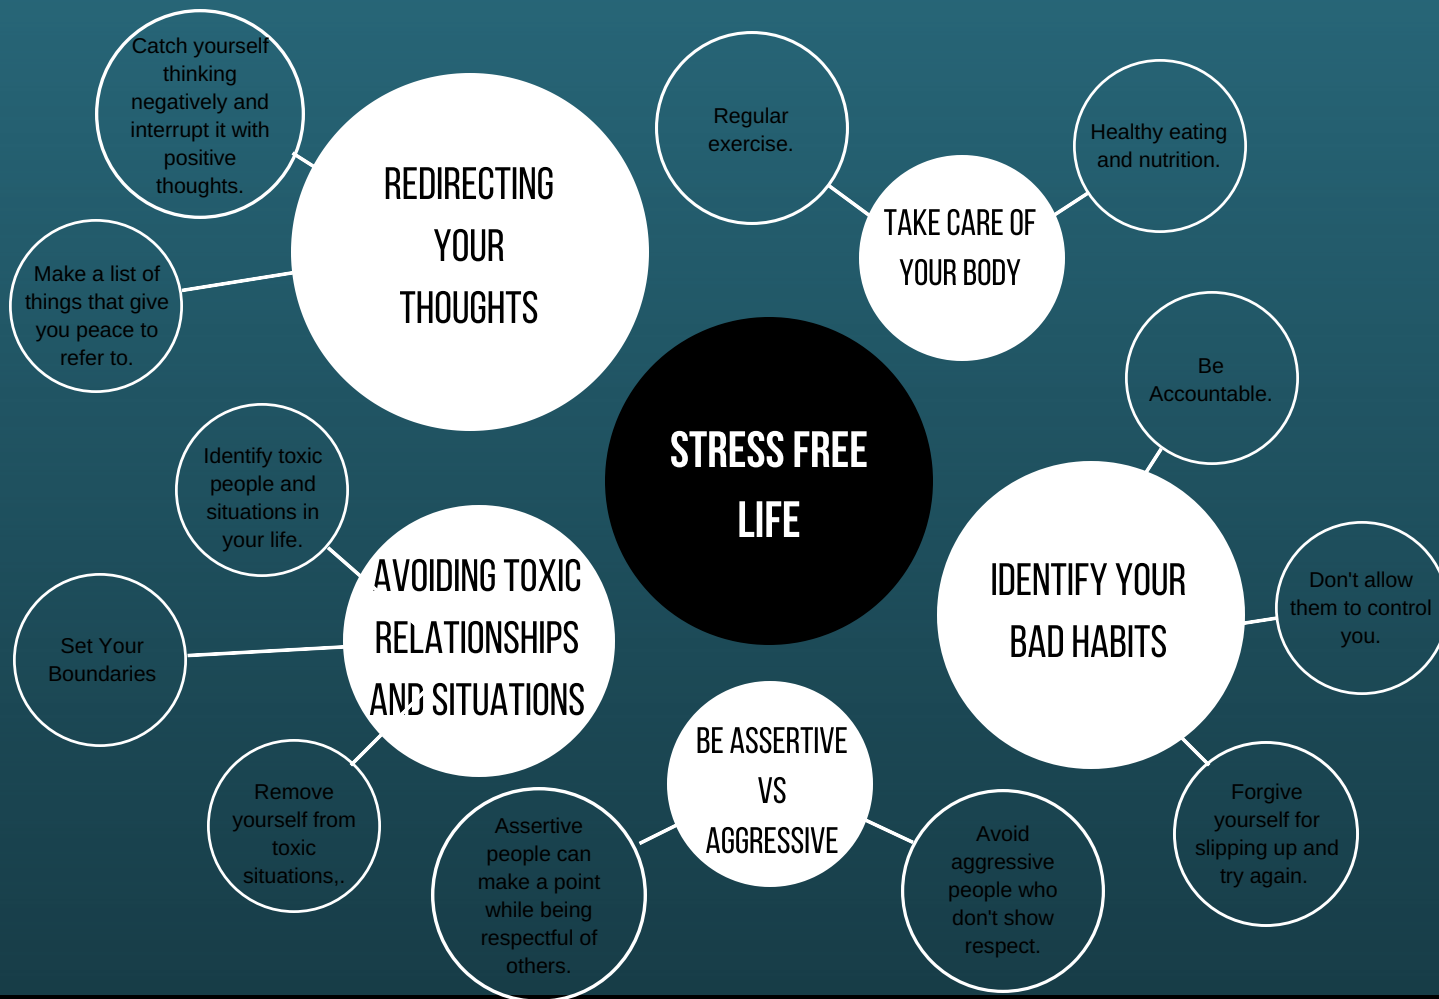 Catch yourself
thinking
negatively and
interrupt it with
positive
thoughts.
Make a list of
things that give
you peace to
refer to.
REDIRECTING
YOUR
THOUGHTS
Regular
exercise.
Healthy eating
and nutrition.
TAKE CARE OF
YOUR BODY
STRESS FREE
LIFE
Be
Accountable.
IDENTIFY YOUR
BAD HABITS
Don't allow
them to control
you.
Forgive
yourself for
slipping up and
try again.
Identify toxic
people and
situations in
your life.
AVOIDING TOXIC
RELATIONSHIPS
AND SITUATIONS
Set Your
Boundaries
Remove
yourself from
toxic
situations,.
BE ASSERTIVE
VS
AGGRESSIVE
Assertive
people can
make a point
while being
respectful of
others.
Avoid
aggressive
people who
don't show
respect.